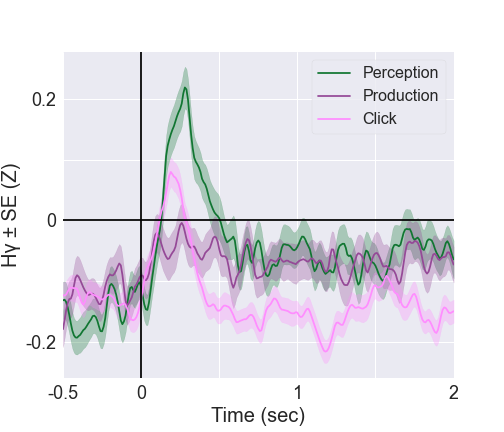 Perception
Production
Click
Hγ ± SE (Z)
0.2
0
-0.2
-0.5
0
1
2
Time (sec)